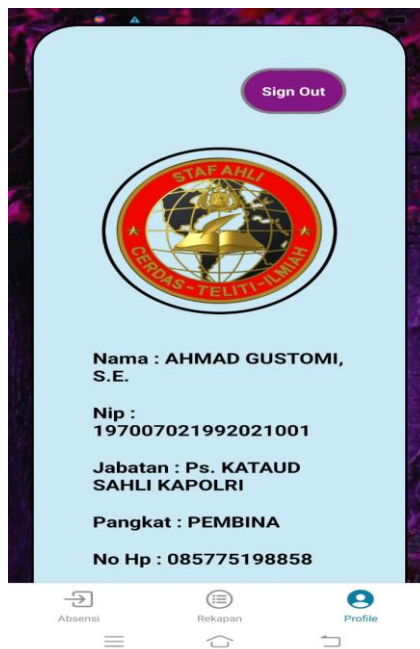 Sign Out
STAF AHLI
CERDAS-TELITI-ILMIAH
Nama : AHMAD GUSTOMI,
S.E.
Nip :
197007021992021001
Jabatan : Ps. KATAUD
SAHLI KAPOLRI
Pangkat : PEMBINA
No Hp : 085775198858
Absensi
Rekapan
Profile